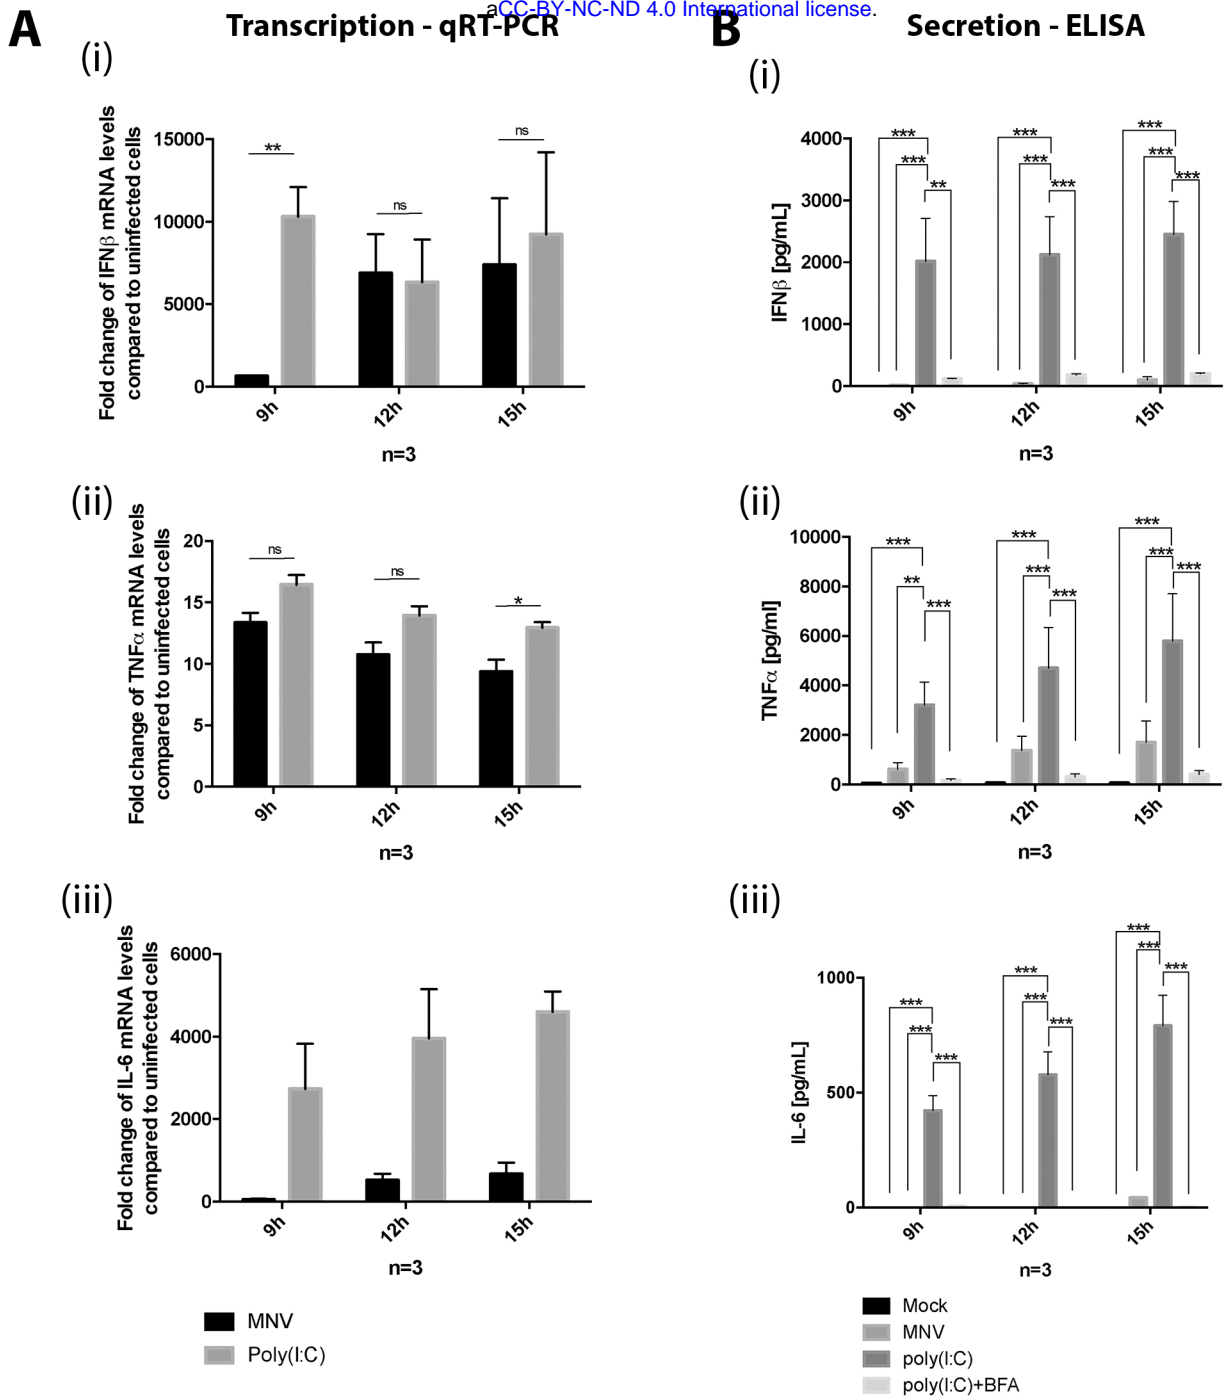 aCC-BY-NC-ND 4.0 International license.
A
Transcription - qRT-PCR
(i)
Fold change of IFNβ mRNA levels
compared to uninfected cells
15000
10000
5000
0
**
ns
ns
9h
12h
15h
n=3
(ii)
Fold change of TNFα mRNA levels
compared to uninfected cells
20
15
10
5
0
ns
ns
*
9h
12h
15h
n=3
(iii)
Fold change of IL-6 mRNA levels
compared to uninfected cells
6000
4000
2000
0
9h
12h
15h
n=3
MNV
Poly(I:C)
B
Secretion - ELISA
(i)
IFNβ [pg/mL]
4000
3000
2000
1000
0
***
***
**
***
***
***
***
***
***
9h
12h
15h
n=3
(ii)
TNFα [pg/ml]
10000
8000
6000
4000
2000
0
***
**
***
***
***
***
***
***
***
9h
12h
15h
n=3
(iii)
IL-6 [pg/mL]
1000
500
0
***
***
***
***
***
***
***
***
***
9h
12h
15h
n=3
Mock
MNV
poly(I:C)
poly(I:C)+BFA